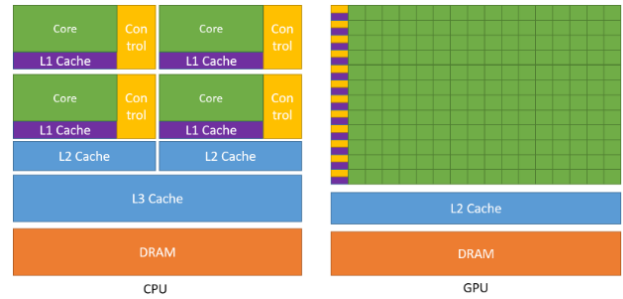 Core
Con
trol
L1 Cache
Core
Con
trol
L1 Cache
Core
Con
trol
L1 Cache
Core
Con
trol
L1 Cache
L2 Cache
L2 Cache
L3 Cache
DRAM
CPU
L2 Cache
DRAM
GPU